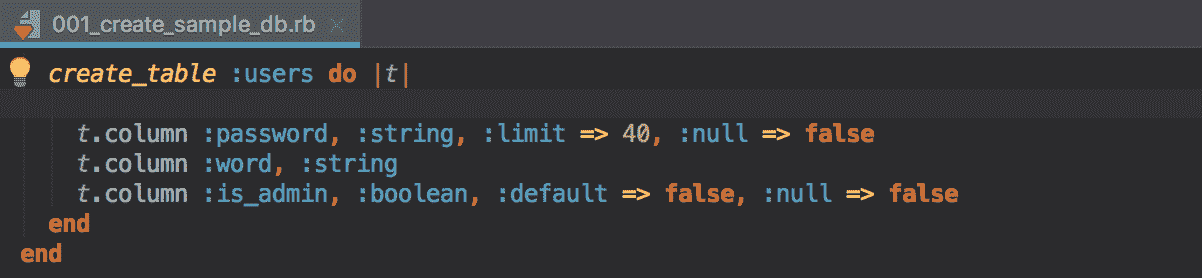 001_create_sample_db.rb
create_table :users do |t|
t.column :password, :string, :limit => 40, :null => false
t.column :word, :string
t.column :is_admin, :boolean, :default => false, :null => false
end
end